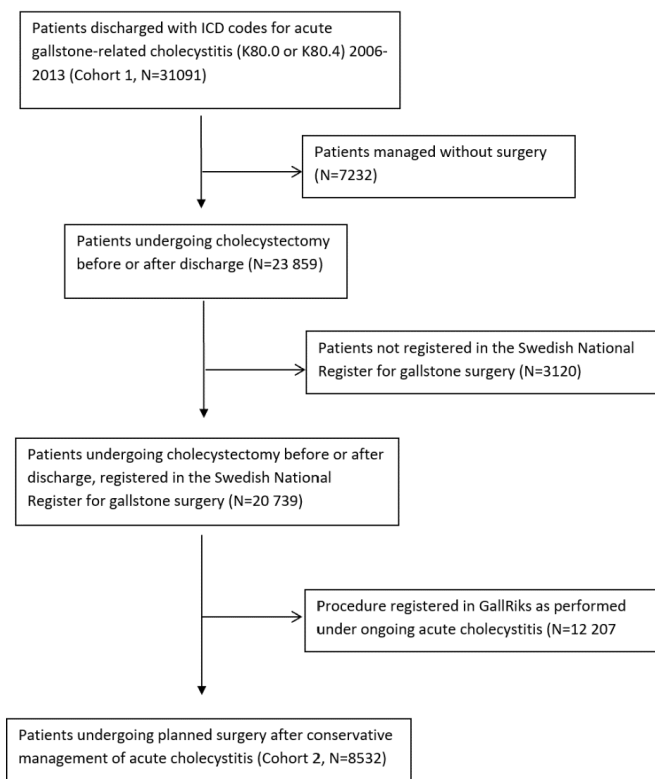 Patients discharged with ICD codes for acute
gallstone-related cholecystitis (K80.0 or K80.4) 2006-
2013 (Cohort 1, N=31091)
Patients managed without surgery
(N=7232)
Patients undergoing cholecystectomy
before or after discharge (N=23 859)
Patients not registered in the Swedish National
Register for gallstone surgery (N=3120)
Patients undergoing cholecystectomy before or after
discharge, registered in the Swedish National
Register for gallstone surgery (N=20 739)
Procedure registered in GallRiks as performed
under ongoing acute cholecystitis (N=12 207
Patients undergoing planned surgery after conservative
management of acute cholecystitis (Cohort 2, N=8532)